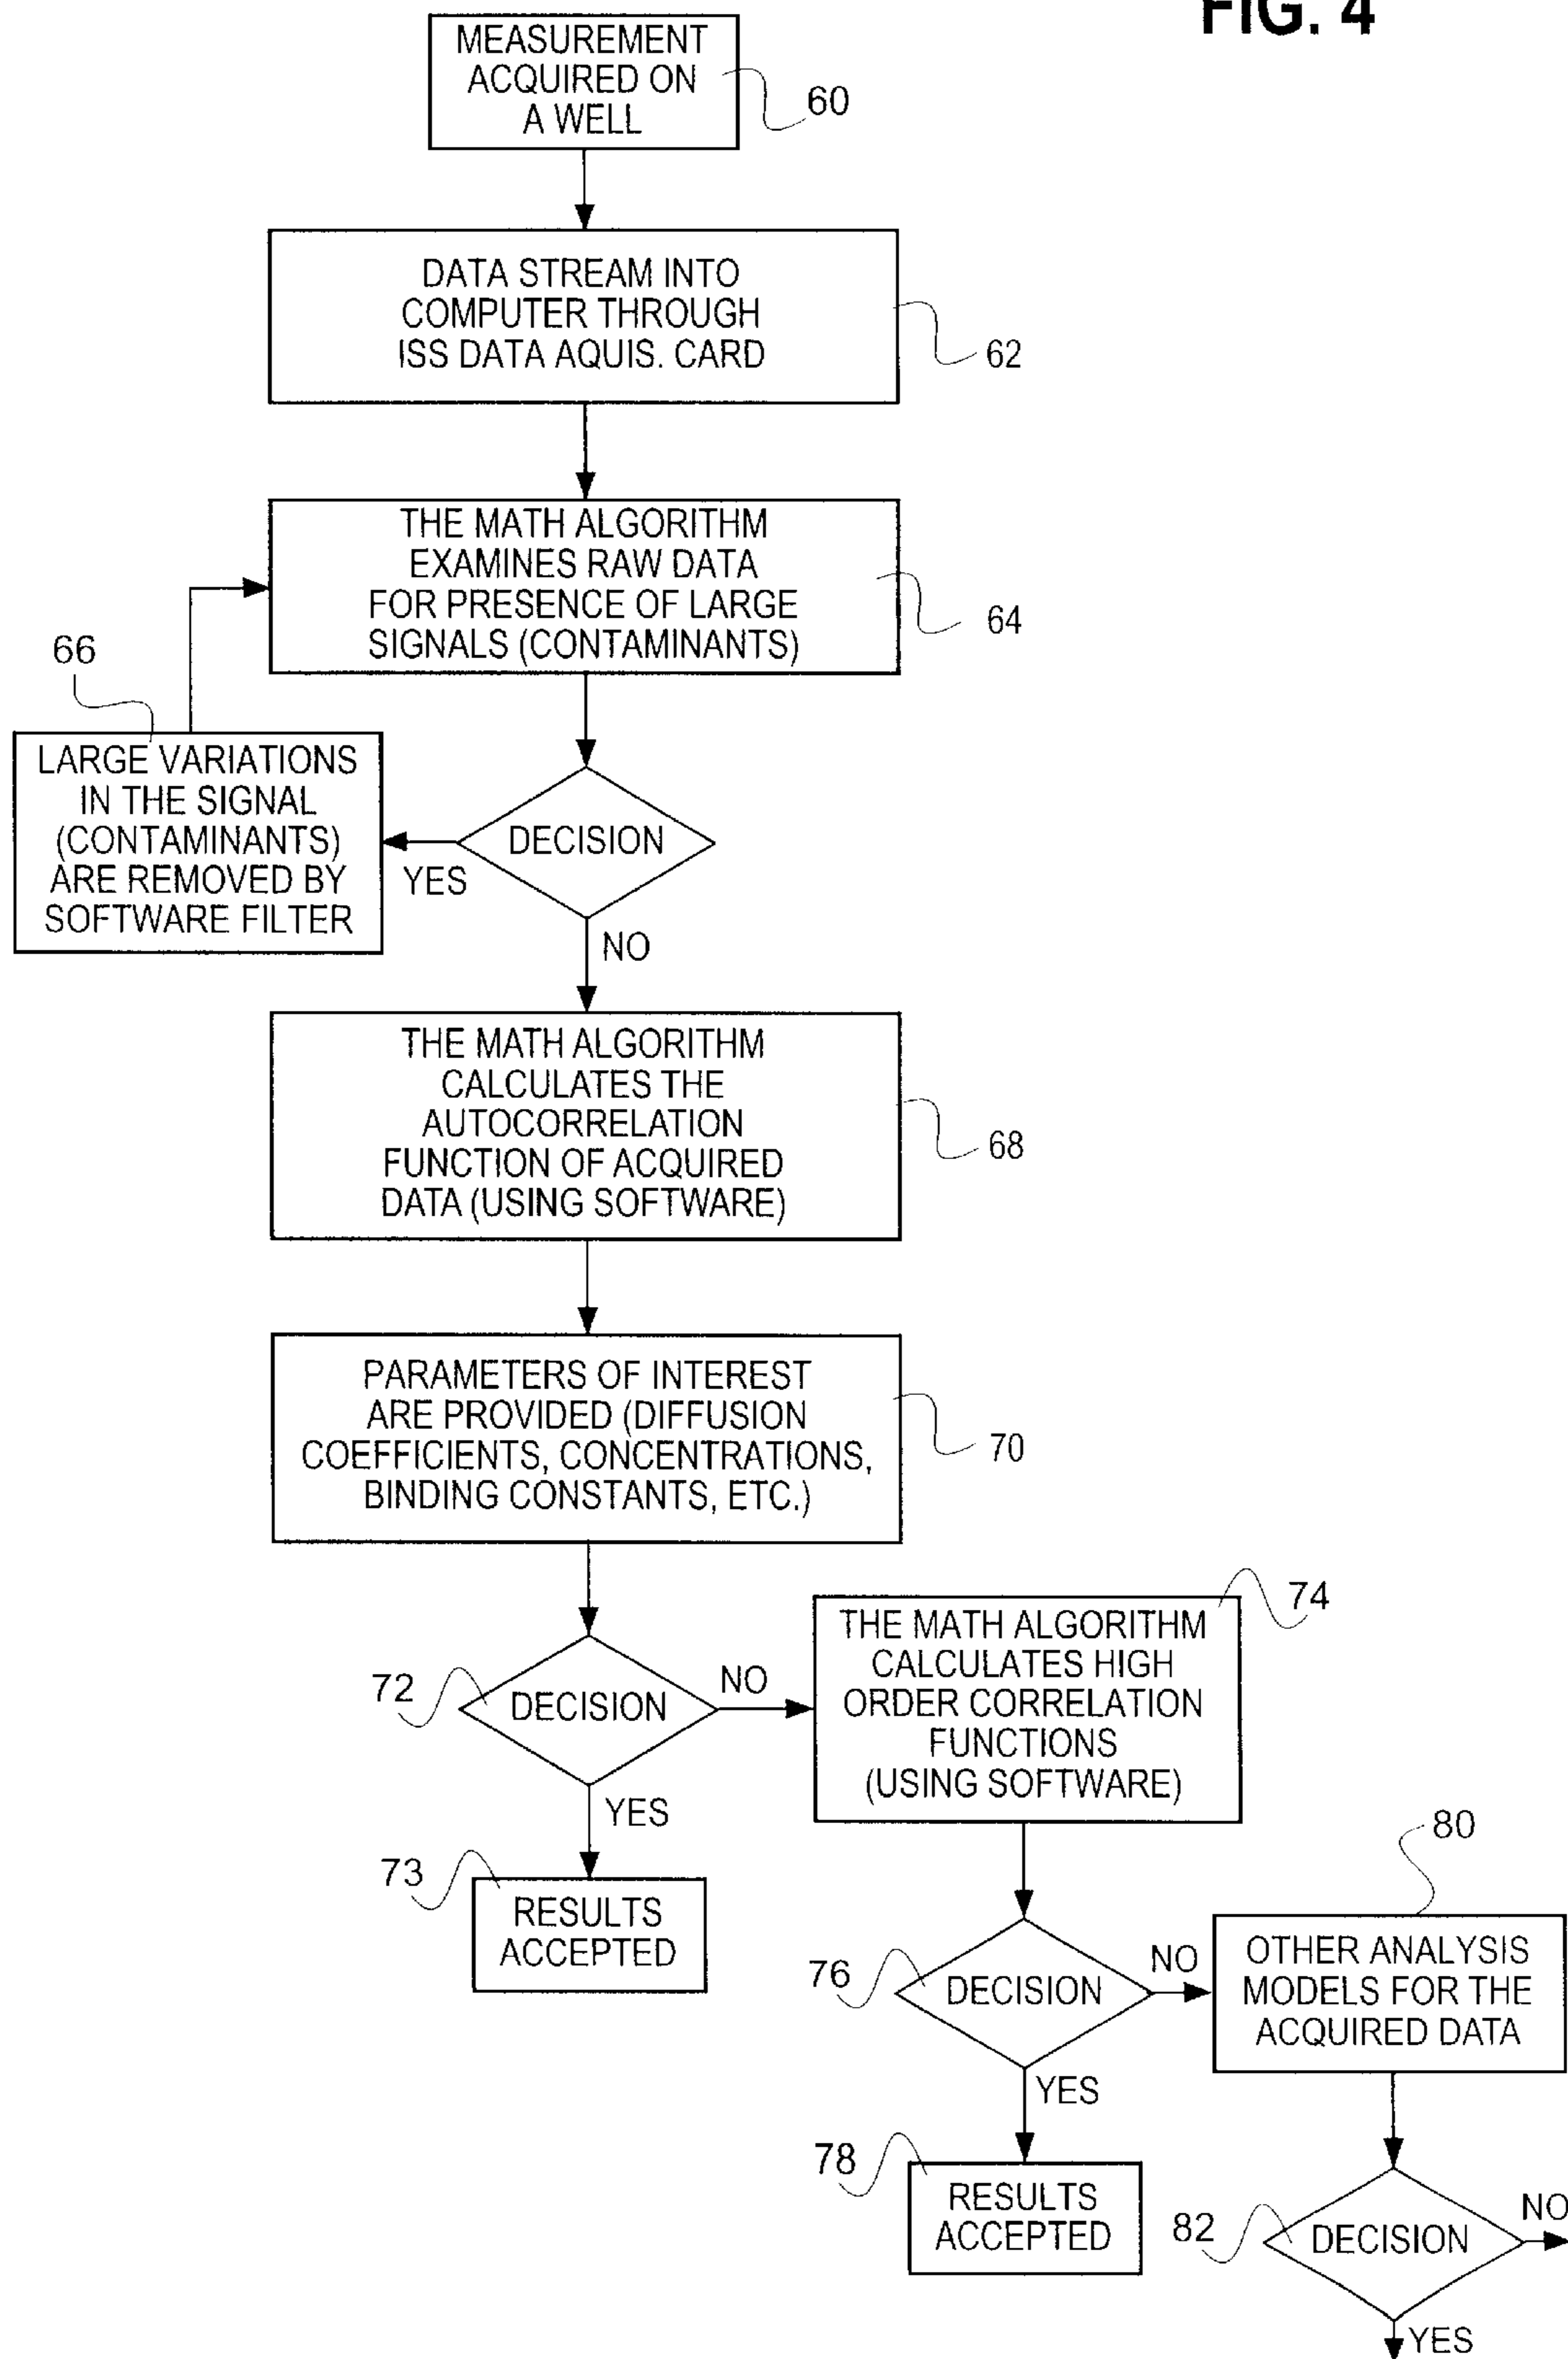 FIG. 4
MEASUREMENT
ACQUIRED ON
A WELL
60
DATA STREAM INTO
COMPUTER THROUGH
ISS DATA AQUIS. CARD
62
THE MATH ALGORITHM
EXAMINES RAW DATA
FOR PRESENCE OF LARGE
SIGNALS (CONTAMINANTS)
64
66
LARGE VARIATIONS
IN THE SIGNAL
(CONTAMINANTS)
ARE REMOVED BY
SOFTWARE FILTER
DECISION
YES
NO
THE MATH ALGORITHM
CALCULATES THE
AUTOCORRELATION
FUNCTION OF ACQUIRED
DATA (USING SOFTWARE)
68
PARAMETERS OF INTEREST
ARE PROVIDED (DIFFUSION
COEFFICIENTS, CONCENTRATIONS,
BINDING CONSTANTS, ETC.)
70
72
DECISION
NO
YES
73
RESULTS
ACCEPTED
74
THE MATH ALGORITHM
CALCULATES HIGH
ORDER CORRELATION
FUNCTIONS
(USING SOFTWARE)
76
DECISION
NO
YES
78
RESULTS
ACCEPTED
80
OTHER ANALYSIS
MODELS FOR THE
ACQUIRED DATA
82
DECISION
NO
YES